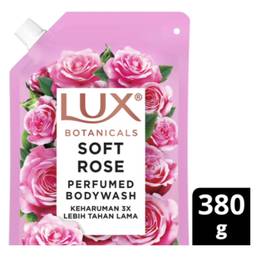 LUX®
BOTANICALS
SOFT
ROSE
PERFUMED
BODYWASH
KEHARUMAN 3X
LEBIH TAHAN LAMA
380
g